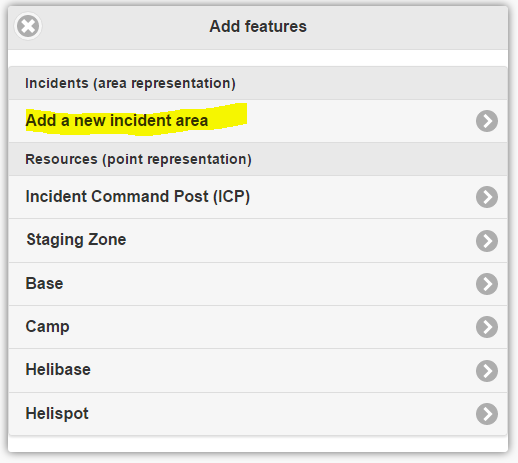 Add features
Incidents (area representation)
Add a new incident area
Resources (point representation)
Incident Command Post (ICP)
Staging Zone
Base
Camp
Helibase
Helispot